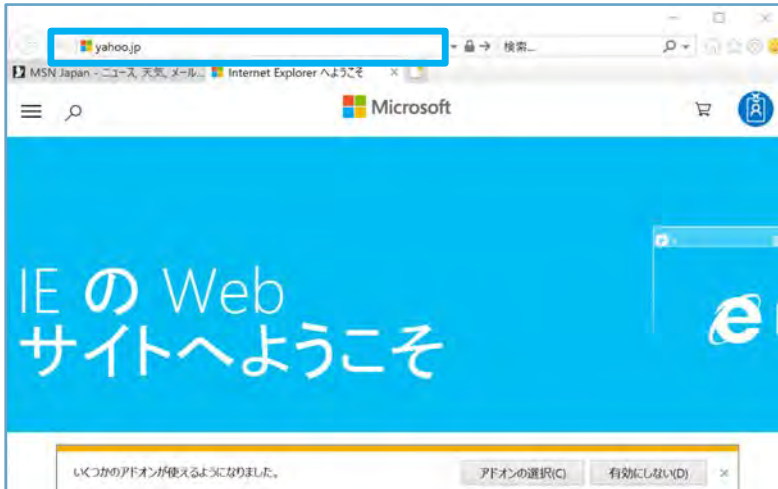 yahoo.jp
検索...
MSN Japan - ニュース, 天気, メール...
Internet Explorer へようこそ
Microsoft
IE の Web
サイトへようこそ
いくつかのアドオンが使えるようになりました。
アドオンの選択(C)
有効にしない(D)